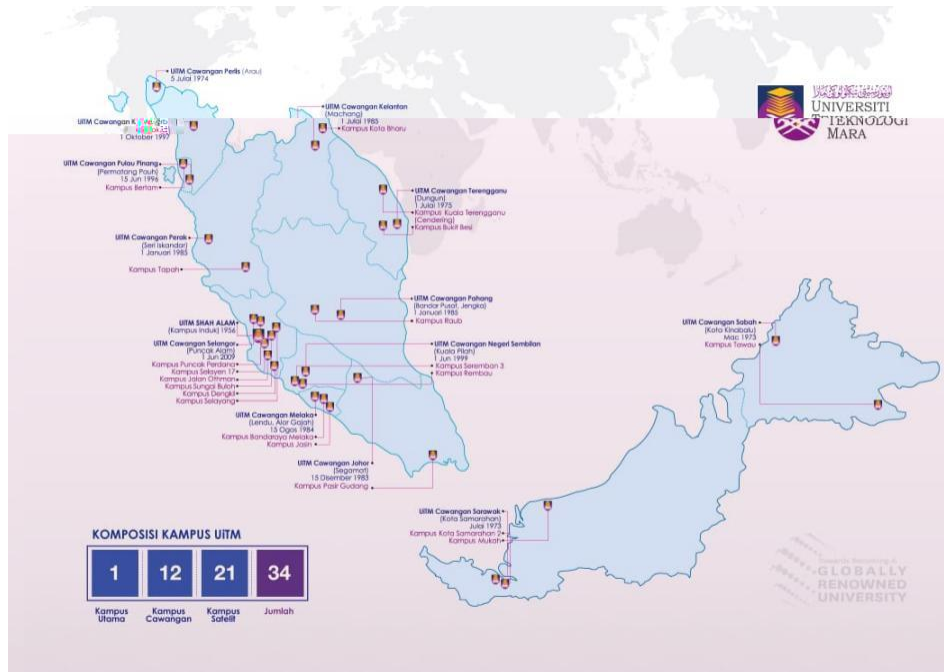 UiTM Cawangan Perlis (Arau)
5 Julai 1974
UiTM Cawangan Kelantan
(Machang)
1 Julai 1985
Kampus Kota Bharu
UiTM Cawangan
1 Oktober 1997
UiTM Cawangan Pulau Pinang
(Permatang Pauh)
15 Jun 1996
Kampus Bertam
UiTM Cawangan Terengganu
(Dungun)
1 Julai 1975
Kampus Kuala Terengganu
(Cendering)
Kampus Bukit Besi
UiTM Cawangan Perak
(Seri Iskandar)
1 Januari 1985
Kampus Tapah
UiTM Cawangan Pahang
(Bandar Pusat, Jengka)
1 Januari 1985
Kampus Raub
UiTM SHAH ALAM
(Kampus Induk) 1956
UiTM Cawangan Selangor
(Puncak Alam)
1 Jun 2009
Kampus Puncak Perdana
Kampus Seksyen 17
Kampus Jalan Othman
Kampus Sungai Buloh
Kampus Dengkil
Kampus Selayang
UiTM Cawangan Negeri Sembilan
(Kuala Pilah)
1 Jun 1999
Kampus Seremban 3
Kampus Rembau
UiTM Cawangan Melaka
(Lendu, Alor Gajah)
15 Ogos 1984
Kampus Bandaraya Melaka
Kampus Jasin
UiTM Cawangan Johor
(Segamat)
15 Disember 1983
Kampus Pasir Gudang
UiTM Cawangan Sabah
(Kota Kinabalu)
Mac 1973
Kampus Tawau
UiTM Cawangan Sarawak
(Kota Samarahan)
Julai 1973
Kampus Kota Samarahan 2
Kampus Mukah
UNIVERSITI
TEKNOLOGI
MARA
KOMPOSISI KAMPUS UiTM
1 12 21 34
Kampus Utama
Kampus Cawangan
Kampus Satelit
Jumlah
Towards Becoming A
GLOBALLY
RENOWNED
UNIVERSITY